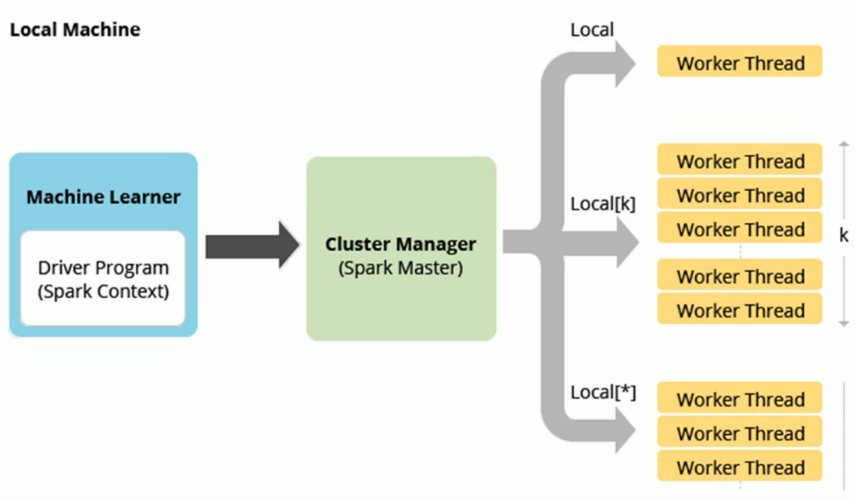 Local Machine
Machine Learner
Driver Program
(Spark Context)
Cluster Manager
(Spark Master)
Local
Worker Thread
Local[k]
Worker Thread
Worker Thread
Worker Thread
Worker Thread
Worker Thread
k
Local[*]
Worker Thread
Worker Thread
Worker Thread